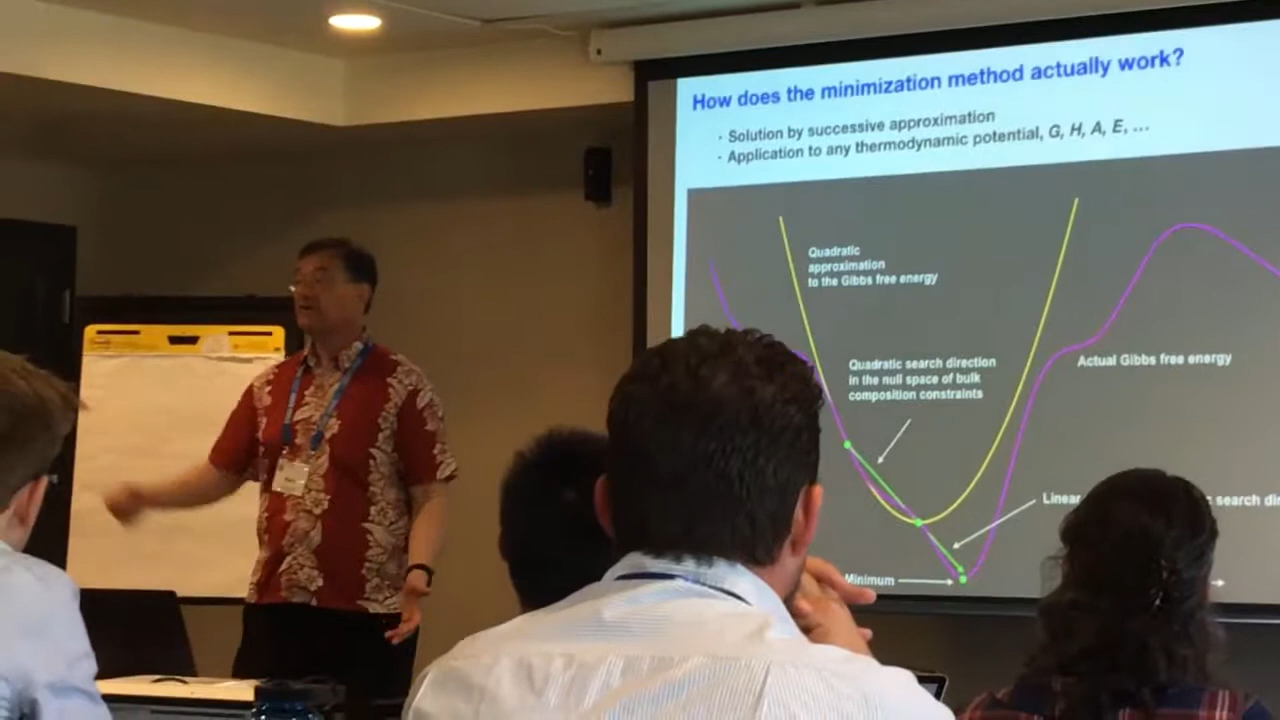 How does the minimization method actually work?
· Solution by successive approximation
· Application to any thermodynamic potential, G, H, A, E, ...
Quadratic
approximation
to the Gibbs free energy
Quadratic search direction
in the null space of bulk
composition constraints
Actual Gibbs free energy
Linear
search
Minimum